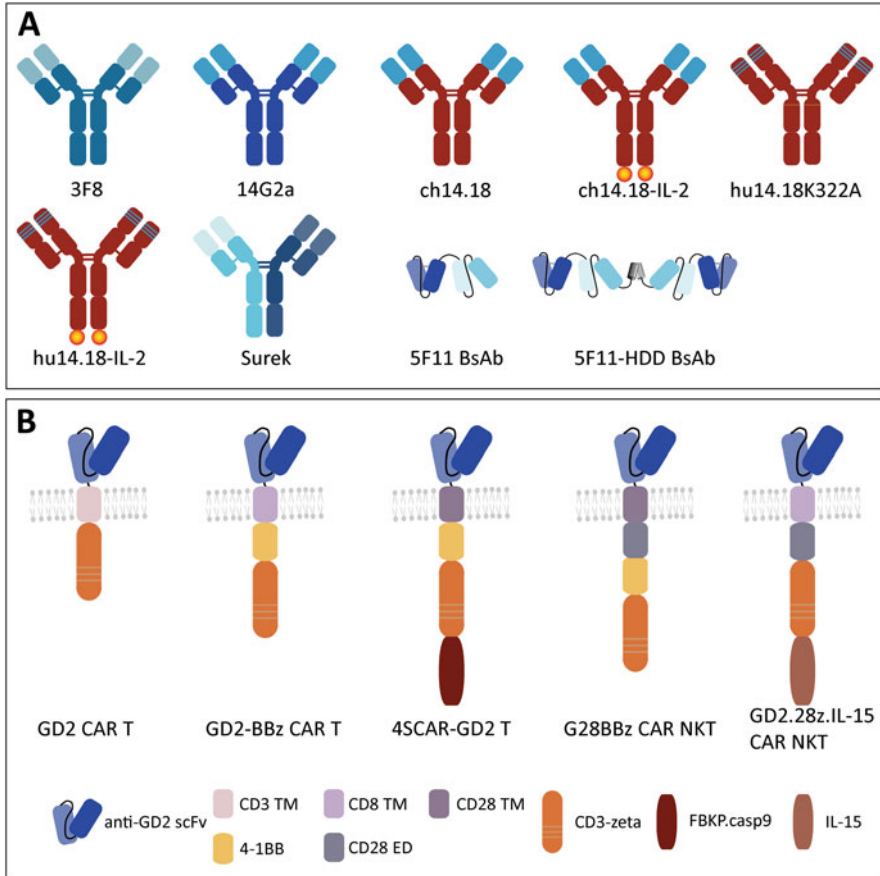 A
3F8
14G2a
ch14.18
ch14.18-IL-2
hu14.18K322A
hu14.18-IL-2
Surek
5F11 BsAb
5F11-HDD BsAb
B
GD2 CAR T
GD2-BBz CAR T
4SCAR-GD2 T
G28BBz CAR NKT
GD2.28z.IL-15
CAR NKT
anti-GD2 scFv
CD3 TM
CD8 TM
CD28 TM
4-1BB
CD28 ED
CD3-zeta
FBKP.casp9
IL-15